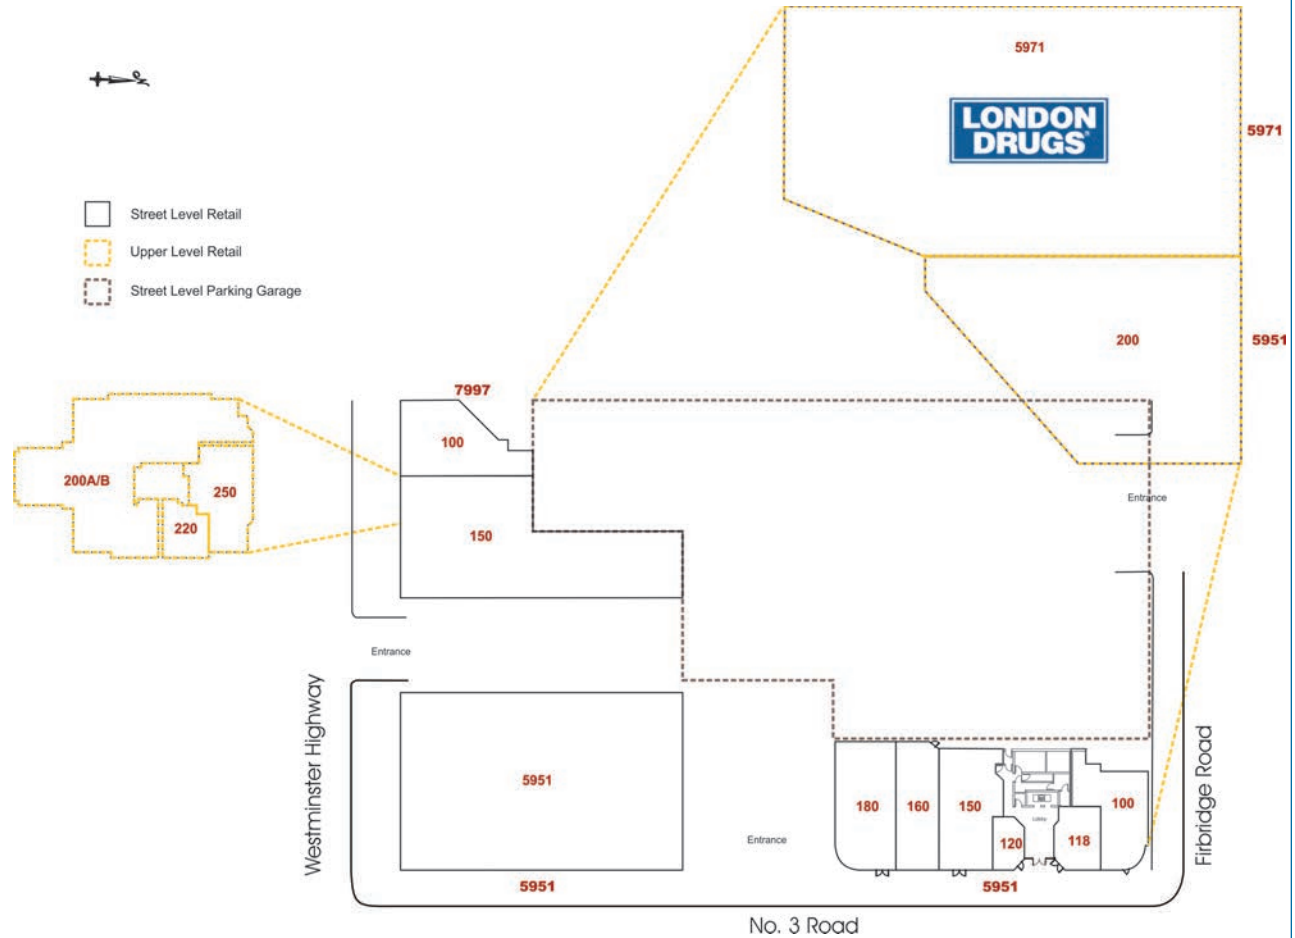 5971
LONDON
DRUGS®
5971
N
Street Level Retail
Upper Level Retail
Street Level Parking Garage
200
5951
7997
100
200A/B
250
220
150
Entrance
Entrance
Westminster Highway
5951
Entrance
180
160
150
Lobby
120
118
100
Firbridge Road
5951
5951
No. 3 Road